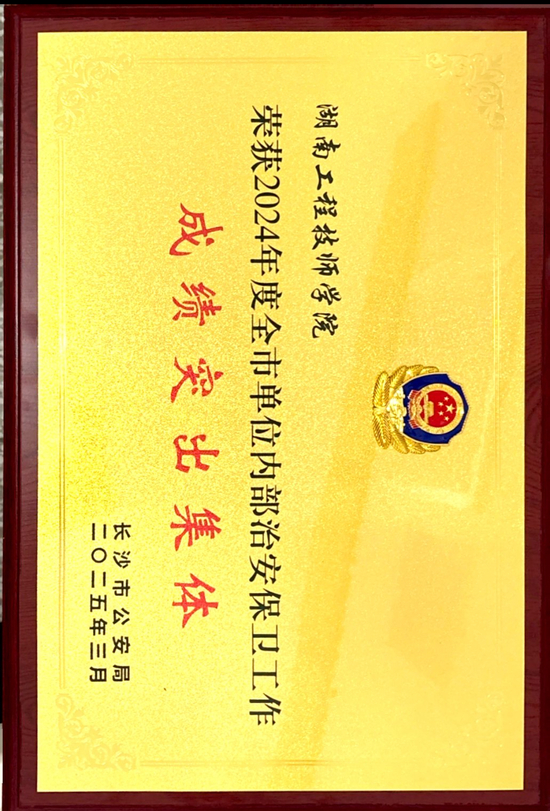 湖南工程技师学院
荣获2024年度全市单位内部治安保卫工作
成绩突出集体
长沙市公安局
二〇二五年三月